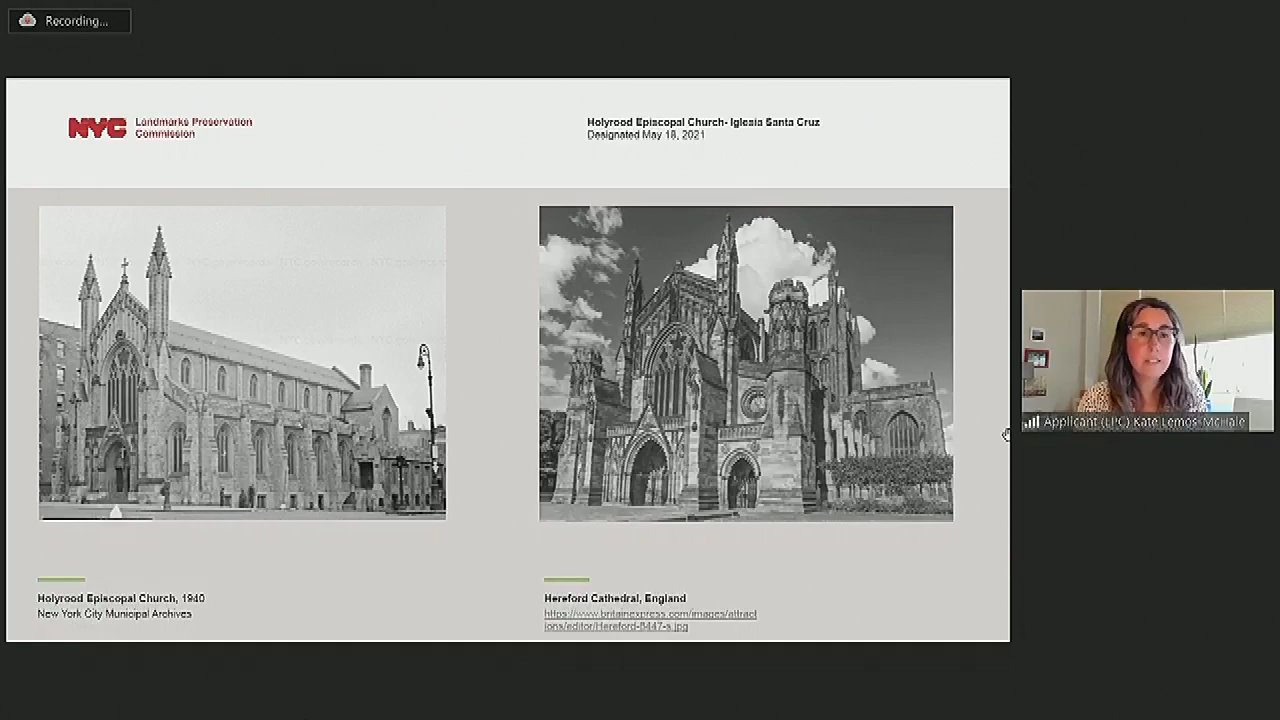 Recording...
NYC
Landmarks Preservation
Commission
Holyrood Episcopal Church- Iglesia Santa Cruz
Designated May 18, 2021
Holyrood Episcopal Church, 1940
New York City Municipal Archives
Hereford Cathedral, England
https://www.britainexpress.com/images/attract
ions/editor/Hereford-8447-s.jpg
Applicant (LPC) Kate Lemos McHale